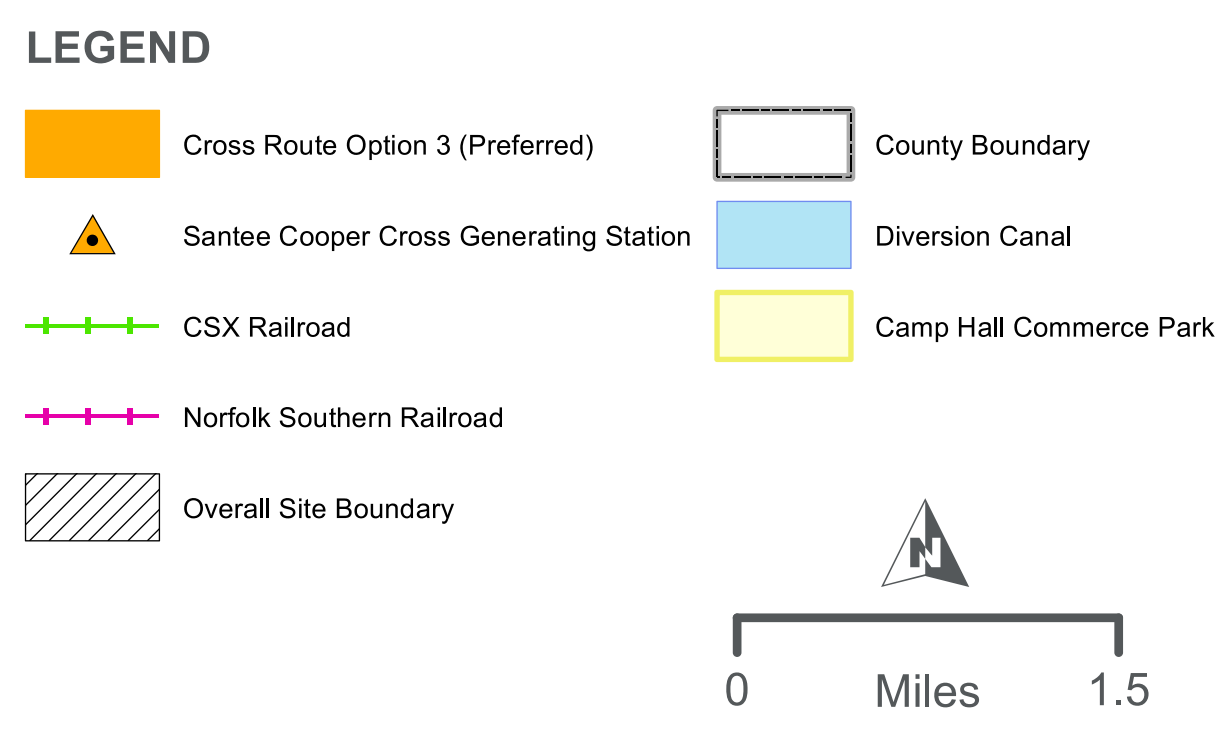 LEGEND
Cross Route Option 3 (Preferred)
Santee Cooper Cross Generating Station
CSX Railroad
Norfolk Southern Railroad
Overall Site Boundary
County Boundary
Diversion Canal
Camp Hall Commerce Park
N
0 Miles 1.5